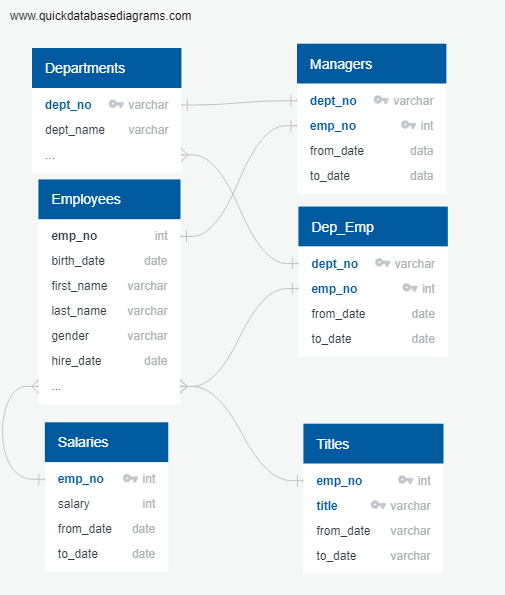 www.quickdatabasediagrams.com
Departments
dept_no varchar
dept_name varchar
...
Managers
dept_no varchar
emp_no int
from_date data
to_date data
Employees
emp_no int
birth_date date
first_name varchar
last_name varchar
gender varchar
hire_date date
...
Dep_Emp
dept_no varchar
emp_no int
from_date date
to_date date
Salaries
emp_no int
salary int
from_date date
to_date date
Titles
emp_no int
title varchar
from_date varchar
to_date varchar